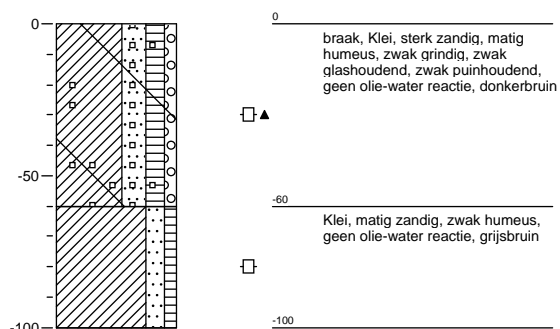 0
0
braak, Klei, sterk zandig, matig
humeus, zwak grindig, zwak
glashoudend, zwak puinhoudend,
geen olie-water reactie, donkerbruin
-50
-60
Klei, matig zandig, zwak humeus,
geen olie-water reactie, grijsbruin
-100
-100